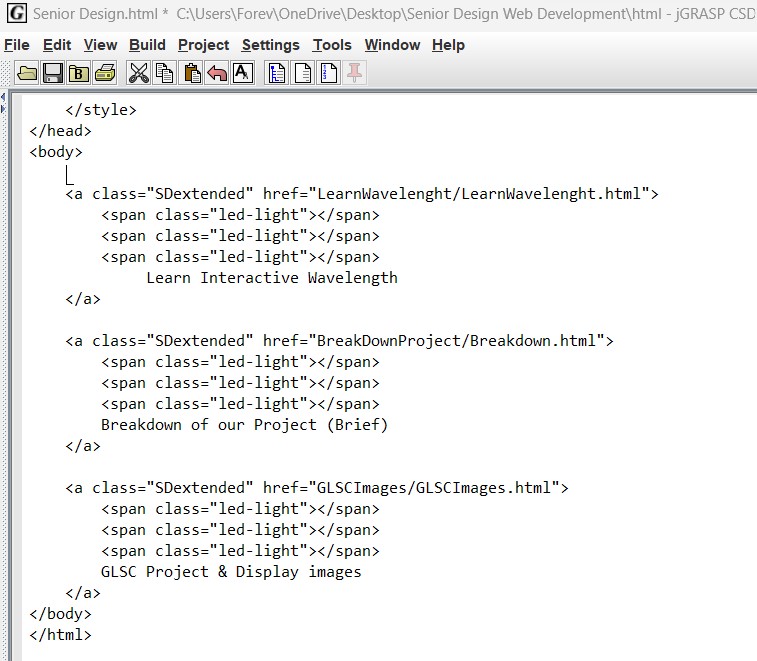 Senior Design.html *  C:\Users\Forev\OneDrive\Desktop\Senior Design Web Development\html - jGRASP CSD
File Edit View Build Project Settings Tools Window Help
</style>
</head>
<body>
<a class="SDextended" href="LearnWavelenght/LearnWavelenght.html">
<span class="led-light"></span>
<span class="led-light"></span>
<span class="led-light"></span>
Learn Interactive Wavelength
</a>
<a class="SDextended" href="BreakDownProject/Breakdown.html">
<span class="led-light"></span>
<span class="led-light"></span>
<span class="led-light"></span>
Breakdown of our Project (Brief)
</a>
<a class="SDextended" href="GLSCImages/GLSCImages.html">
<span class="led-light"></span>
<span class="led-light"></span>
<span class="led-light"></span>
GLSC Project & Display images
</a>
</body>
</html>